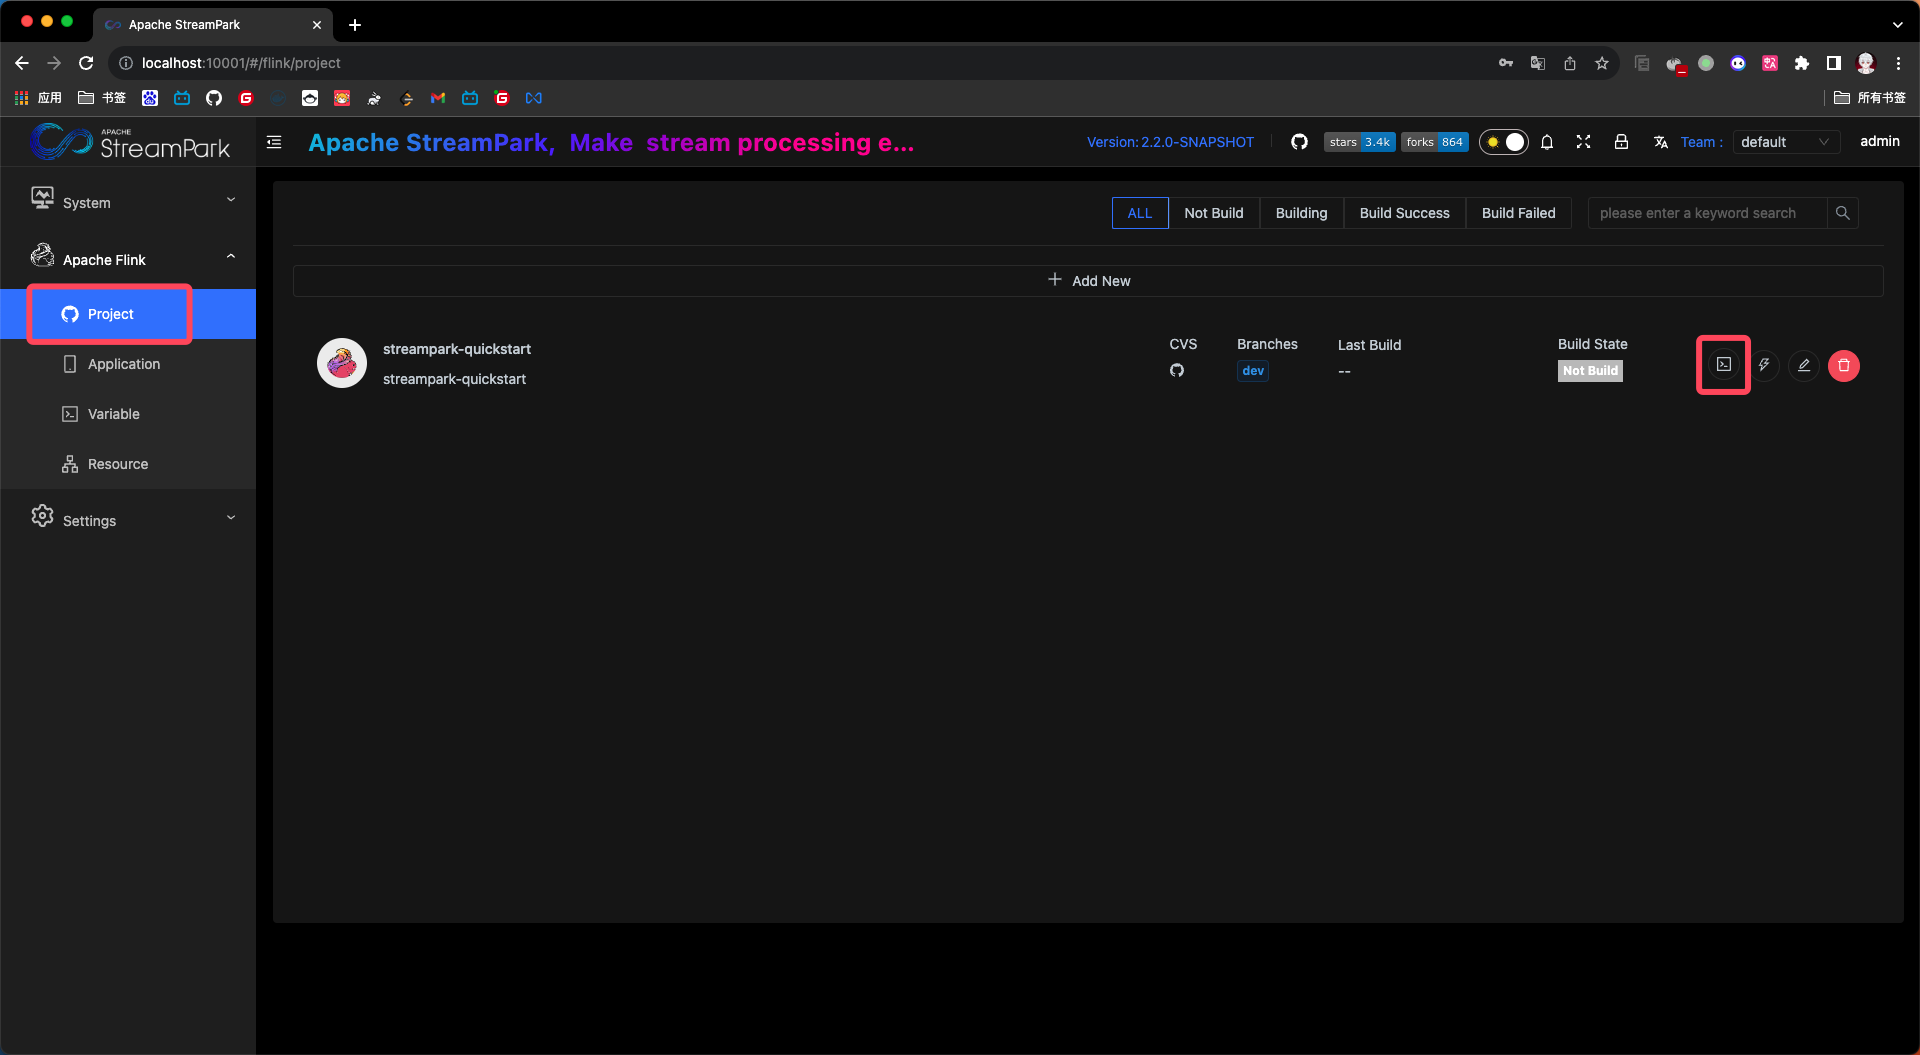 Apache StreamPark
localhost:10001/#/flink/project
应用 书签 所有书签
APACHE
StreamPark
Apache StreamPark, Make stream processing e...
Version: 2.2.0-SNAPSHOT
stars 3.4k forks 864
Team : default admin
System
Apache Flink
Project
Application
Variable
Resource
Settings
ALL Not Build Building Build Success Build Failed please enter a keyword search
Add New
streampark-quickstart
streampark-quickstart
CVS Branches Last Build Build State
dev -- Not Build